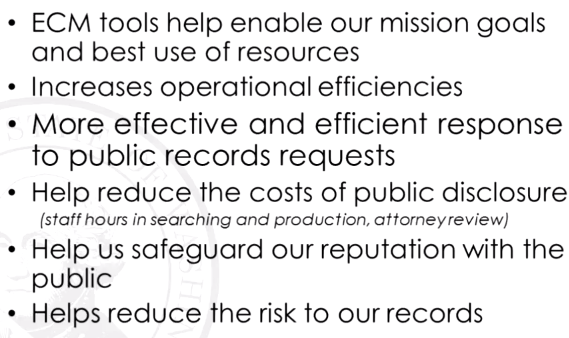 • ECM tools help enable our mission goals
and best use of resources
• Increases operational efficiencies
• More effective and efficient response
to public records requests
• Help reduce the costs of public disclosure
(staff hours in searching and production, attorney review)
• Help us safeguard our reputation with the
public
• Helps reduce the risk to our records